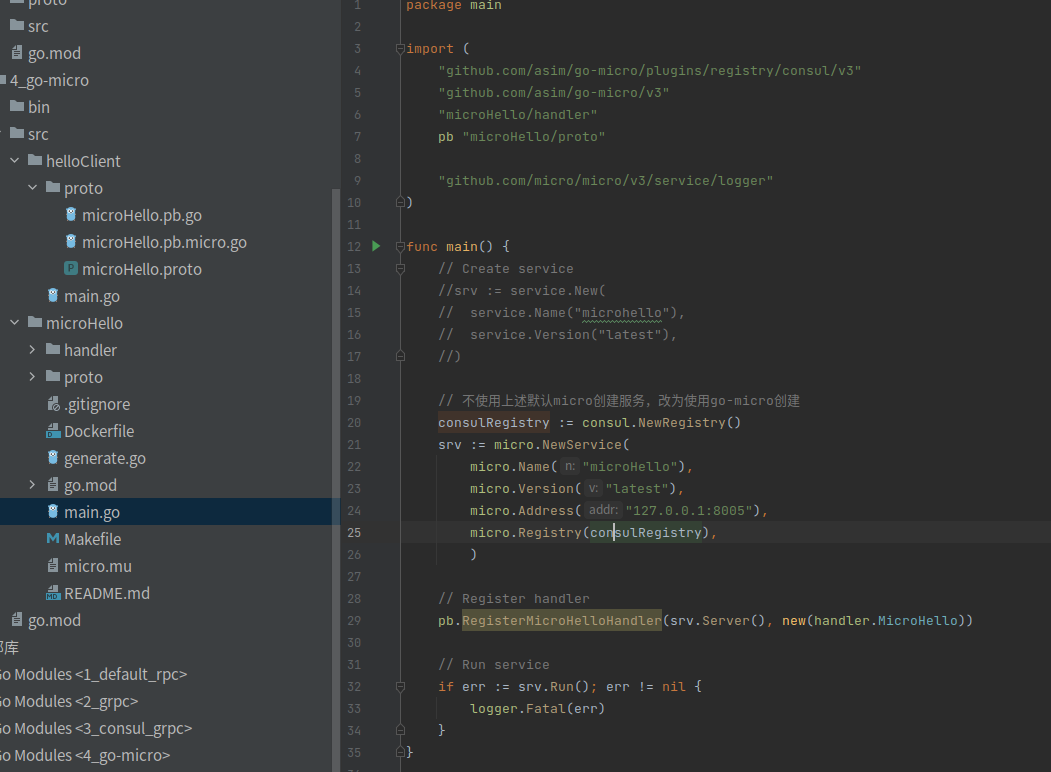 proto
src
go.mod
4_go-micro
bin
src
helloClient
proto
microHello.pb.go
microHello.pb.micro.go
microHello.proto
main.go
microHello
handler
proto
.gitignore
Dockerfile
generate.go
go.mod
main.go
Makefile
micro.mu
README.md
go.mod
库
Go Modules <1_default_rpc>
Go Modules <2_grpc>
Go Modules <3_consul_grpc>
Go Modules <4_go-micro>
1 package main
2
3 import (
4 "github.com/asim/go-micro/plugins/registry/consul/v3"
5 "github.com/asim/go-micro/v3"
6 "microHello/handler"
7 pb "microHello/proto"
8
9 "github.com/micro/micro/v3/service/logger"
10 )
11
12 func main() {
13 // Create service
14 //srv := service.New(
15 // service.Name("microhello"),
16 // service.Version("latest"),
17 //)
18
19 // 不使用上述默认micro创建服务，改为使用go-micro创建
20 consulRegistry := consul.NewRegistry()
21 srv := micro.NewService(
22 micro.Name( n: "microHello"),
23 micro.Version( v: "latest"),
24 micro.Address( addr: "127.0.0.1:8005"),
25 micro.Registry(consulRegistry),
26 )
27
28 // Register handler
29 pb.RegisterMicroHelloHandler(srv.Server(), new(handler.MicroHello))
30
31 // Run service
32 if err := srv.Run(); err != nil {
33 logger.Fatal(err)
34 }
35 }